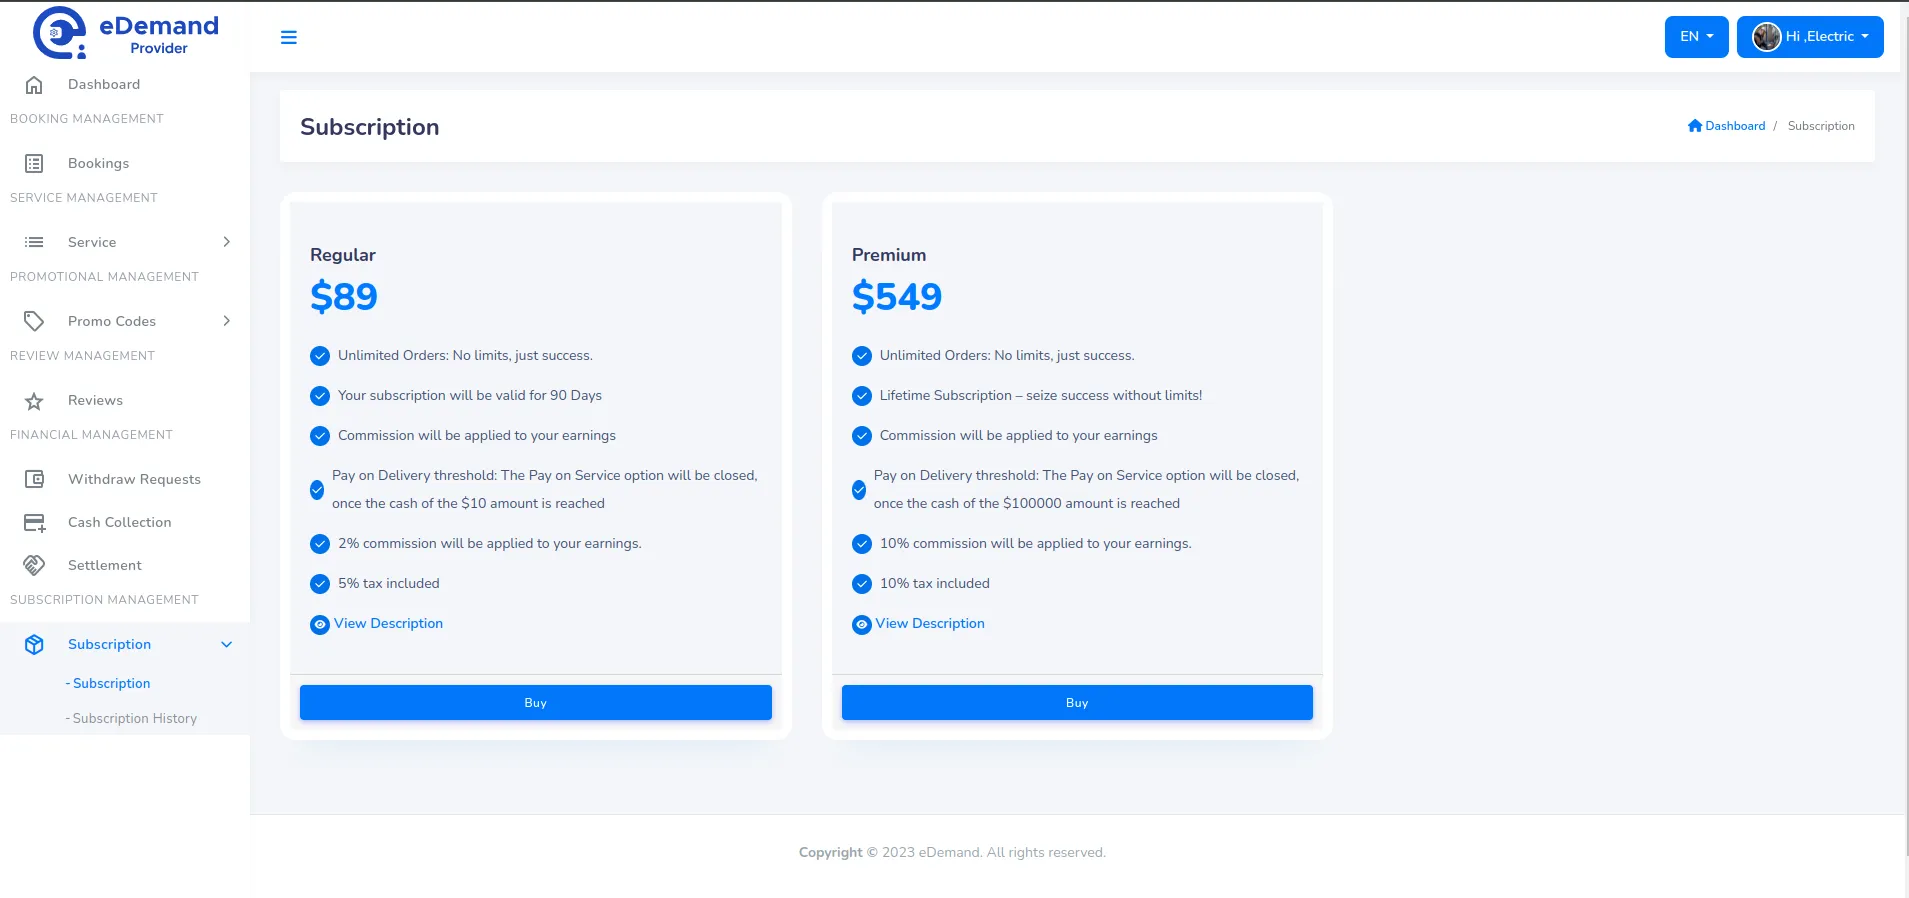 eDemand
Provider
Dashboard
BOOKING MANAGEMENT
Bookings
SERVICE MANAGEMENT
Service
PROMOTIONAL MANAGEMENT
Promo Codes
REVIEW MANAGEMENT
Reviews
FINANCIAL MANAGEMENT
Withdraw Requests
Cash Collection
Settlement
SUBSCRIPTION MANAGEMENT
Subscription
- Subscription
- Subscription History
EN
Hi ,Electric
Subscription
Dashboard / Subscription
Regular
$89
Unlimited Orders: No limits, just success.
Your subscription will be valid for 90 Days
Commission will be applied to your earnings
Pay on Delivery threshold: The Pay on Service option will be closed,
once the cash of the $10 amount is reached
2% commission will be applied to your earnings.
5% tax included
View Description
Buy
Premium
$549
Unlimited Orders: No limits, just success.
Lifetime Subscription – seize success without limits!
Commission will be applied to your earnings
Pay on Delivery threshold: The Pay on Service option will be closed,
once the cash of the $100000 amount is reached
10% commission will be applied to your earnings.
10% tax included
View Description
Buy
Copyright © 2023 eDemand. All rights reserved.